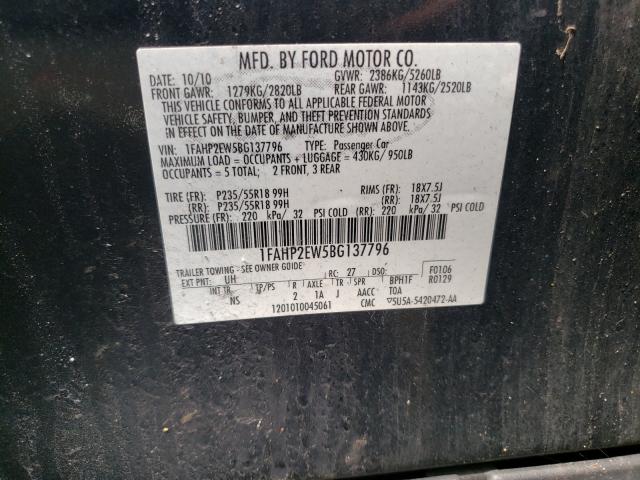 MFD. BY FORD MOTOR CO.
DATE: 10/10 GVWR: 2386KG/5260LB
FRONT GAWR: 1279KG/2820LB REAR GAWR: 1143KG/2520LB
THIS VEHICLE CONFORMS TO ALL APPLICABLE FEDERAL MOTOR
VEHICLE SAFETY, BUMPER, AND THEFT PREVENTION STANDARDS
IN EFFECT ON THE DATE OF MANUFACTURE SHOWN
ABOVE.
VIN: 1FAHP2EW5BG137796 TYPE: Passenger Car
MAXIMUM LOAD = OCCUPANTS + LUGGAGE = 430KG/950LB
OCCUPANTS = 5 TOTAL; 2 FRONT, 3 REAR
TIRE (FR): P235/55R18 99H RIMS (FR): 18X7.5J
(RR): P235/55R18 99H (RR): 18X7.5J
PRESSURE (FR): 220 kPa/ 32 PSI COLD (RR): 220 kPa/ 32 PSI COLD
1FAHP2EW5BG137796
TRAILER TOWING - SEE OWNER GUIDE
F0106
EXT PNT: UH RC: 27 DSO:
R0129
INT TR TP/PS R AXLE TR SPR BPH1F
NS 2 1A J AACC TOA
1201010045061 CMC 5U5A-5420472-AA